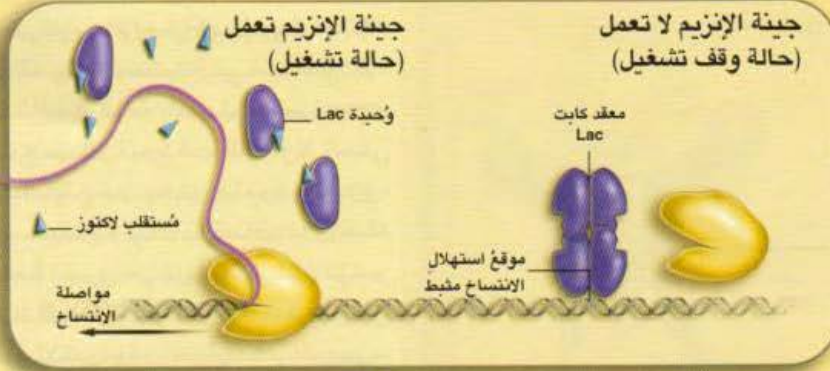 جينة الإنزيم لا تعمل
(حالة وقف تشغيل)
معقد كابت
Lac
موقع استهلال
الانتساخ مثبط
جينة الإنزيم تعمل
(حالة تشغيل)
وُحيدة Lac
مُستقلب لاكتوز
مواصلة
الانتساخ